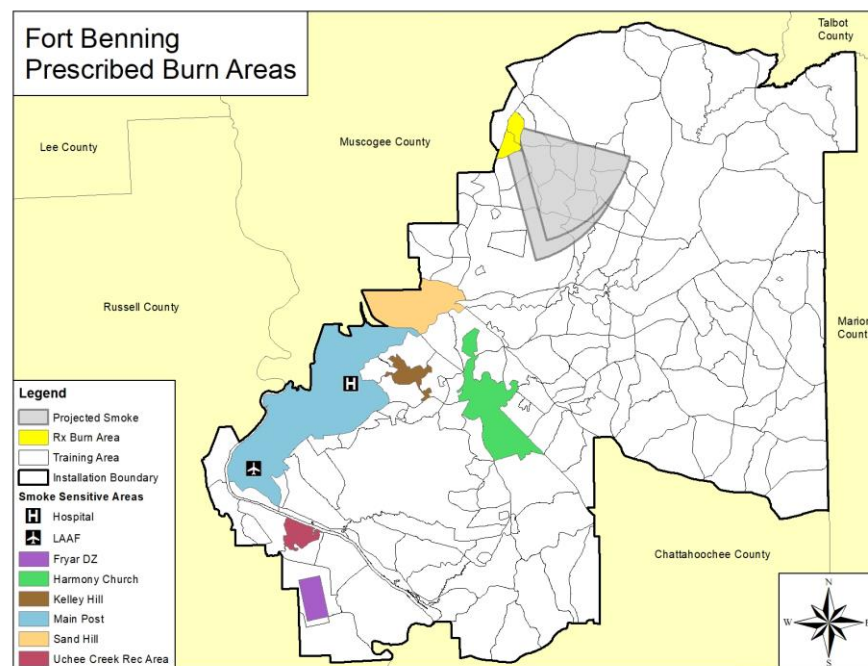 Fort Benning
Prescribed Burn Areas
Talbot
County
Lee County
Muscogee County
Russell County
Marion
County
Chattahoochee County
H
Legend
Projected Smoke
Rx Burn Area
Training Area
Installation Boundary
Smoke Sensitive Areas
H Hospital
LAAF
Fryar DZ
Harmony Church
Kelley Hill
Main Post
Sand Hill
Uchee Creek Rec Area
N
W E
S